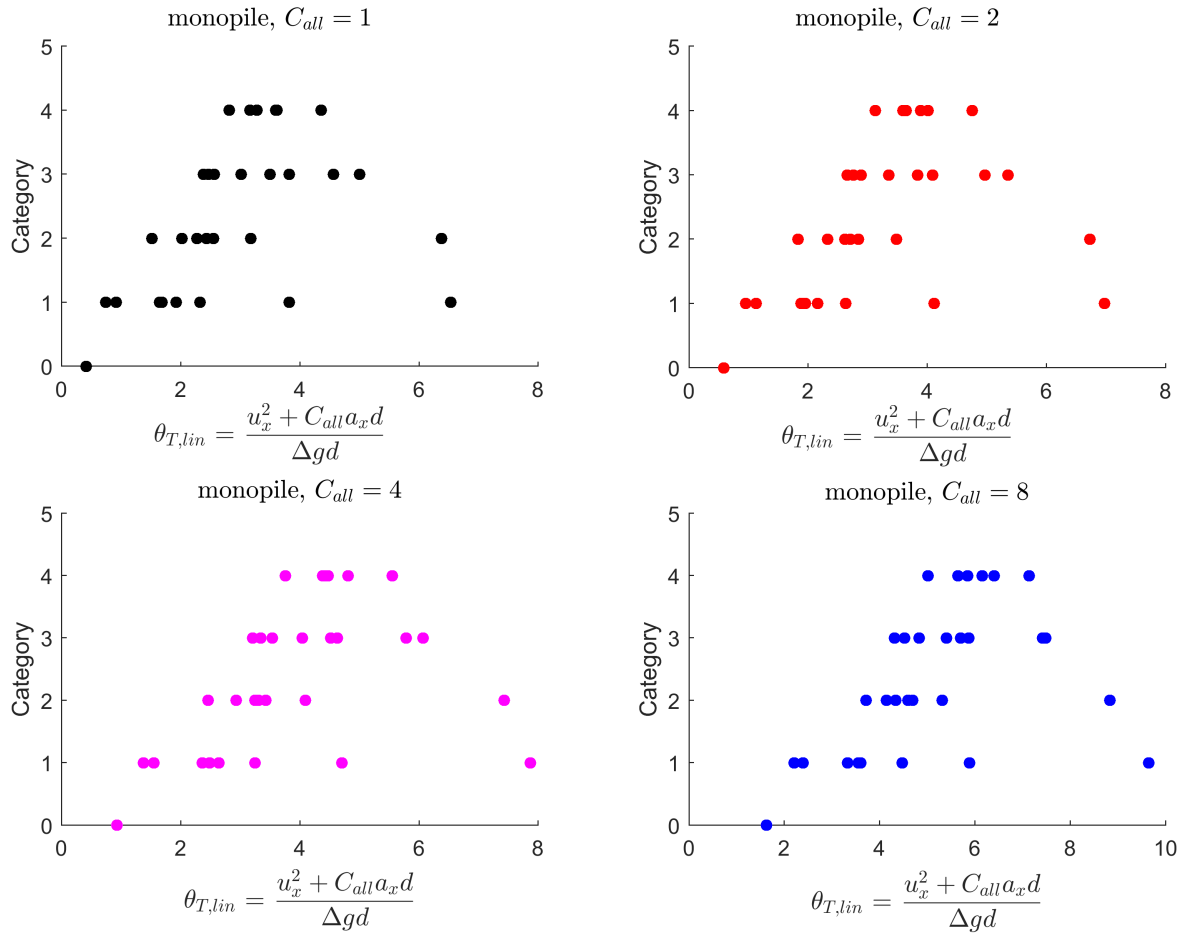 monopile, C_all = 1
5
4
3
2
1
0
Category
0 2 4 6 8
θ_T,lin = (u_x^2 + C_all a_x d) / (Δgd)
monopile, C_all = 2
5
4
3
2
1
0
Category
0 2 4 6 8
θ_T,lin = (u_x^2 + C_all a_x d) / (Δgd)
monopile, C_all = 4
5
4
3
2
1
0
Category
0 2 4 6 8
θ_T,lin = (u_x^2 + C_all a_x d) / (Δgd)
monopile, C_all = 8
5
4
3
2
1
0
Category
0 2 4 6 8 10
θ_T,lin = (u_x^2 + C_all a_x d) / (Δgd)